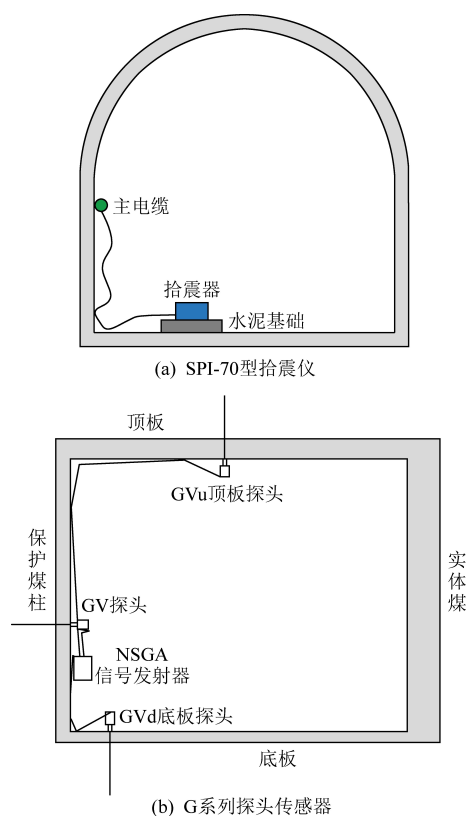 主电缆
拾震器
水泥基础
(a) SPI-70型拾震仪
顶板
GVu顶板探头
保护煤柱
实体煤
GV探头
NSGA
信号发射器
GVd底板探头
底板
(b) G系列探头传感器